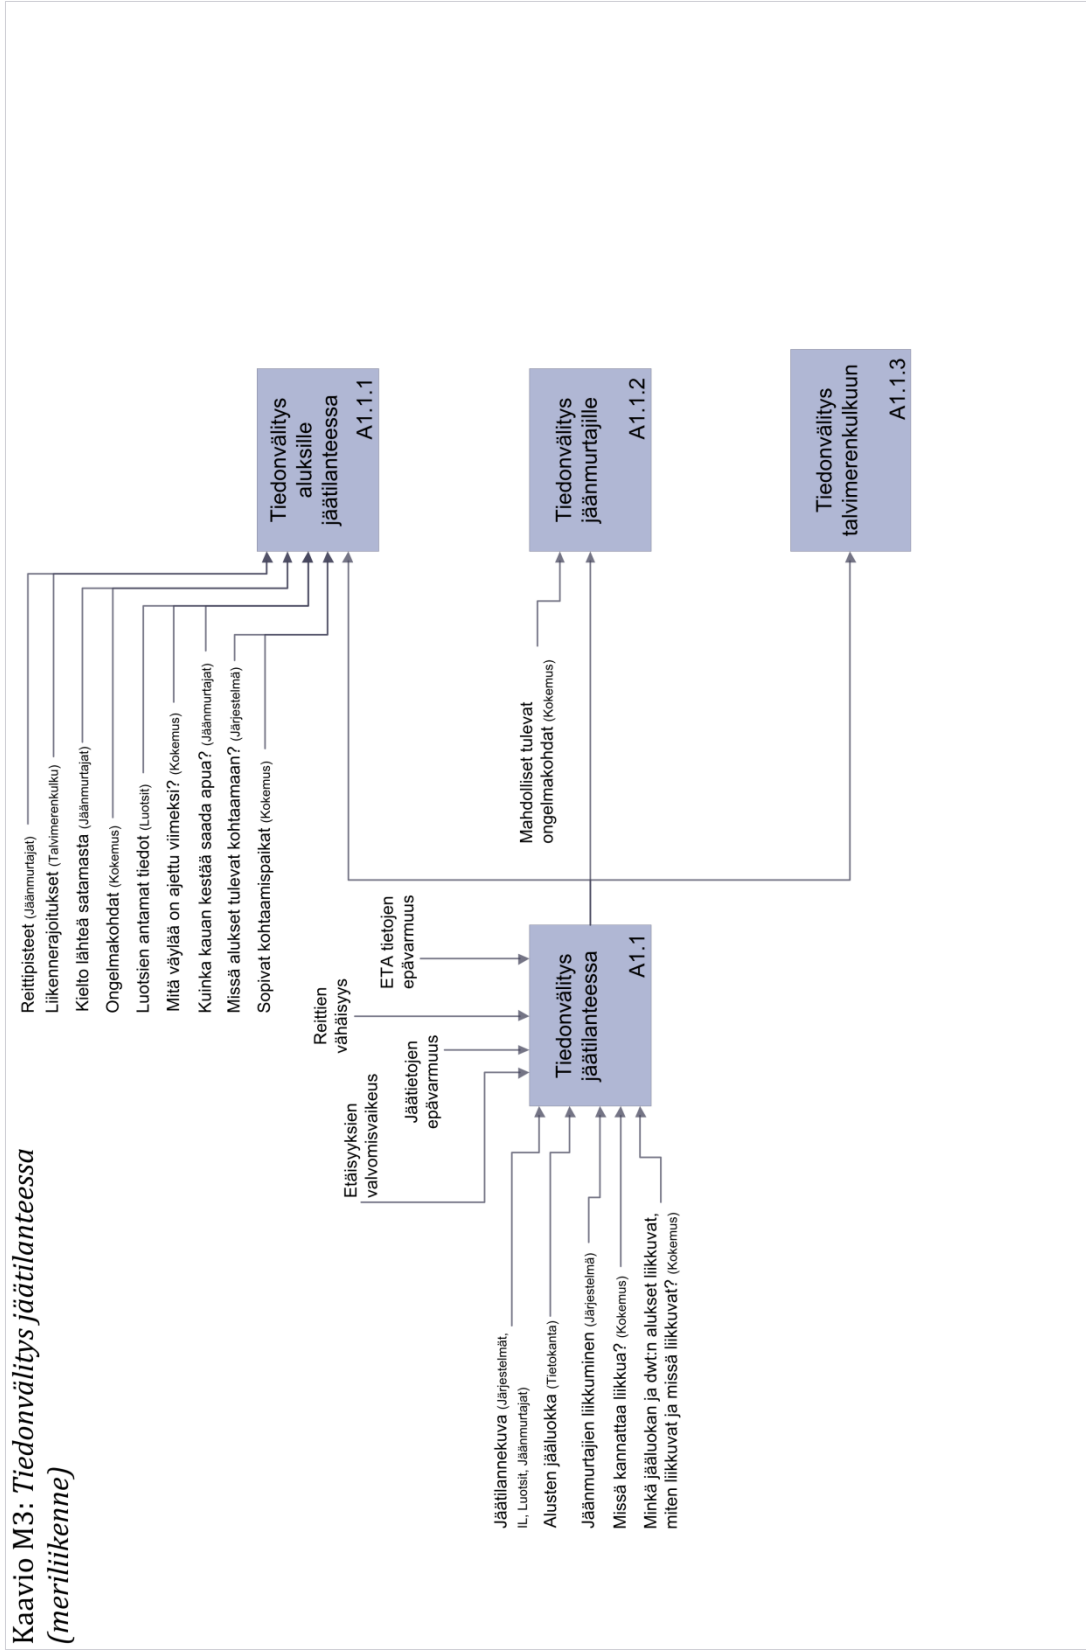 Kaavio M3: Tiedonvälitys jäätilanteessa
(meriliikenne)
Reittipisteet (Jäänmurtajat)
Liikennerajoitukset (Talvimerenkulku)
Kielto lähteä satamasta (Jäänmurtajat)
Ongelmakohdat (Kokemus)
Luotsien antamat tiedot (Luotsit)
Mitä väylää on ajettu viimeksi? (Kokemus)
Kuinka kauan kestää saada apua? (Jäänmurtajat)
Missä alukset tulevat kohtaamaan? (Järjestelmä)
Sopivat kohtaamispaikat (Kokemus)
Tiedonvälitys
aluksille
jäätilanteessa
A1.1.1
Etäisyyksien
valvomisvaikeus
Reittien
vähäisyys
Jäätietojen
epävarmuus
ETA tietojen
epävarmuus
Mahdolliset tulevat
ongelmakohdat (Kokemus)
Tiedonvälitys
jäänmurtajille
A1.1.2
Jäätilannekuva (Järjestelmät,
IL, Luotsit, Jäänmurtajat)
Alusten jääluokka (Tietokanta)
Jäänmurtajien liikkuminen (Järjestelmä)
Missä kannattaa liikkua? (Kokemus)
Minkä jääluokan ja dwt:n alukset liikkuvat,
miten liikkuvat ja missä liikkuvat? (Kokemus)
Tiedonvälitys
jäätilanteessa
A1.1
Tiedonvälitys
talvimerenkulkuun
A1.1.3